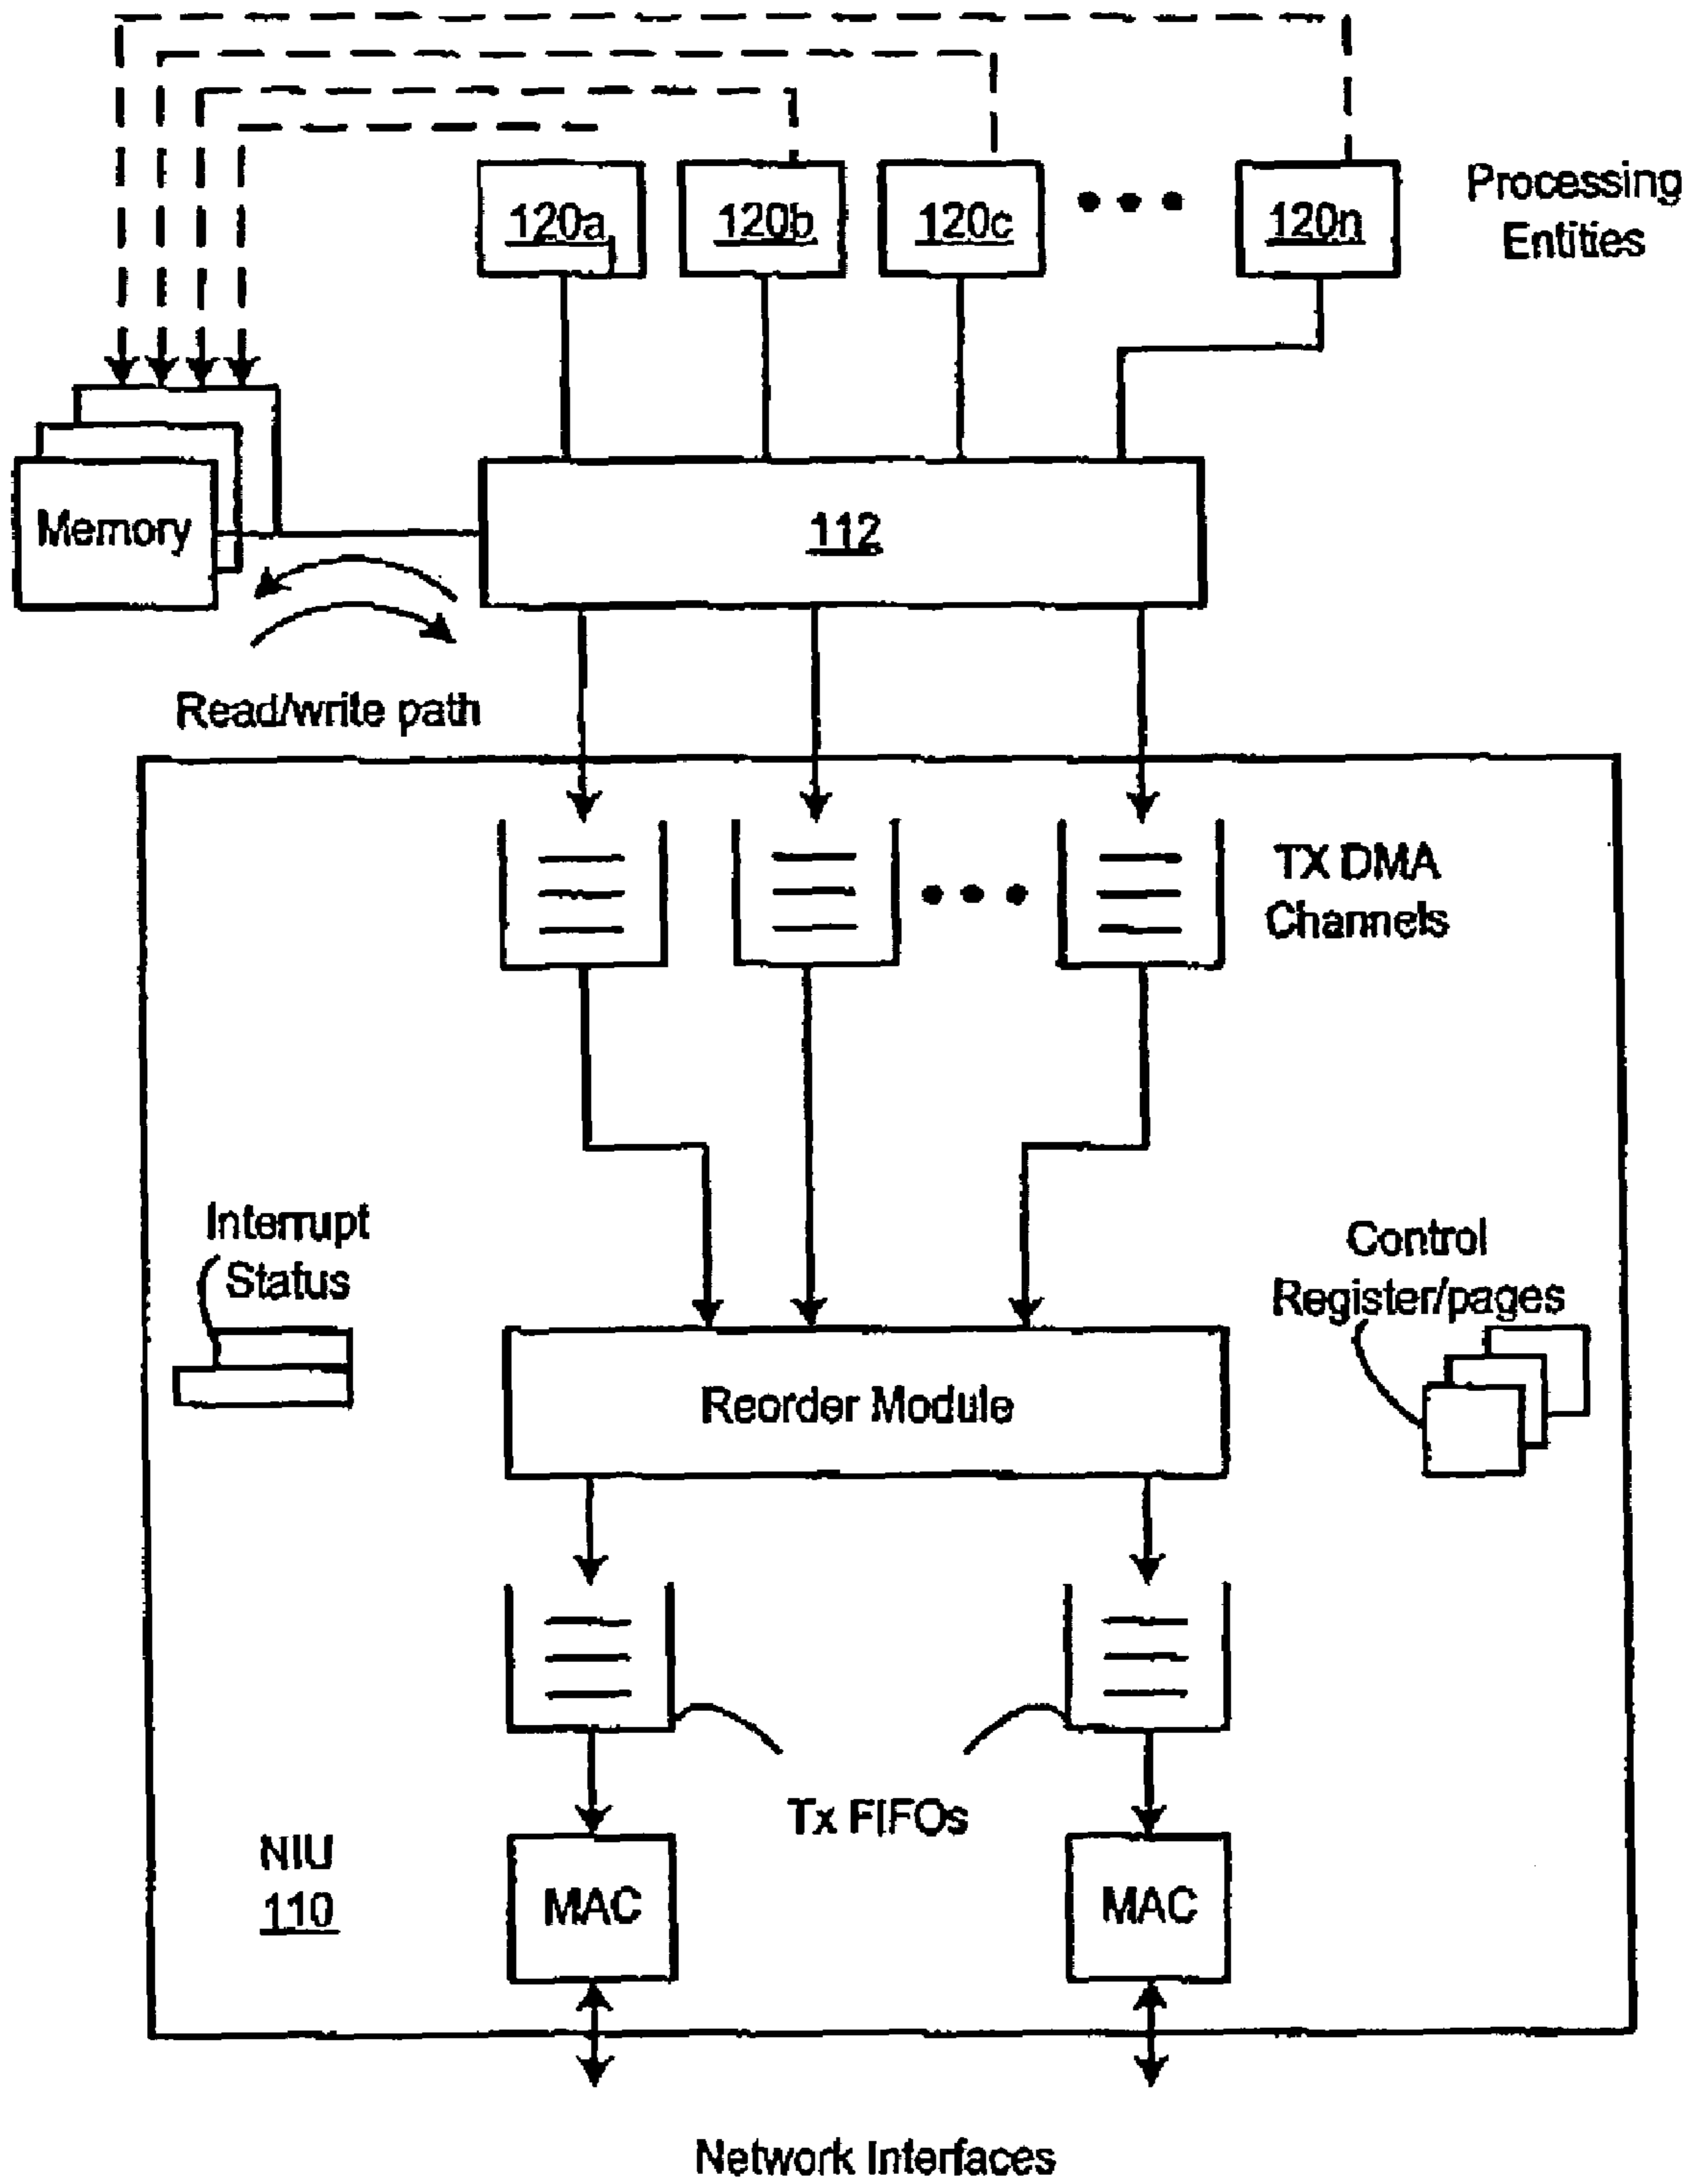 120a
120b
120c
120n
Processing
Entities
Memory
112
Read/write path
TX DMA
Channels
Interrupt
Status
Control
Register/pages
Reorder Module
Tx FIFOs
NIU
110
MAC
MAC
Network Interfaces